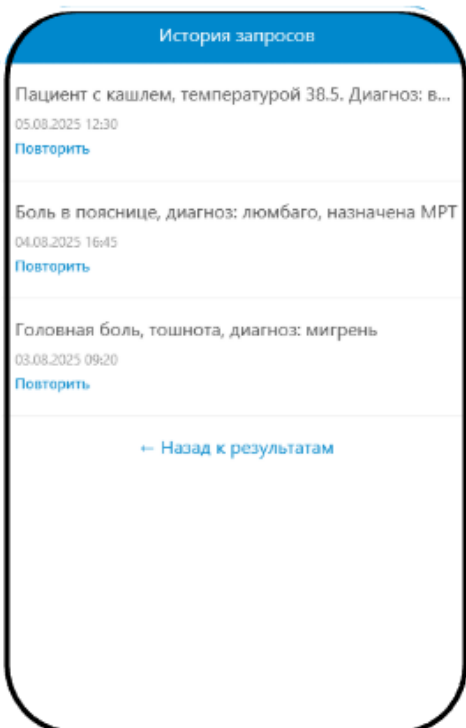 История запросов
Пациент с кашлем, температурой 38.5. Диагноз: в...
05.08.2025 12:30
Повторить
Боль в пояснице, диагноз: люмбаго, назначена МРТ
04.08.2025 16:45
Повторить
Головная боль, тошнота, диагноз: мигрень
03.08.2025 09:20
Повторить
← Назад к результатам